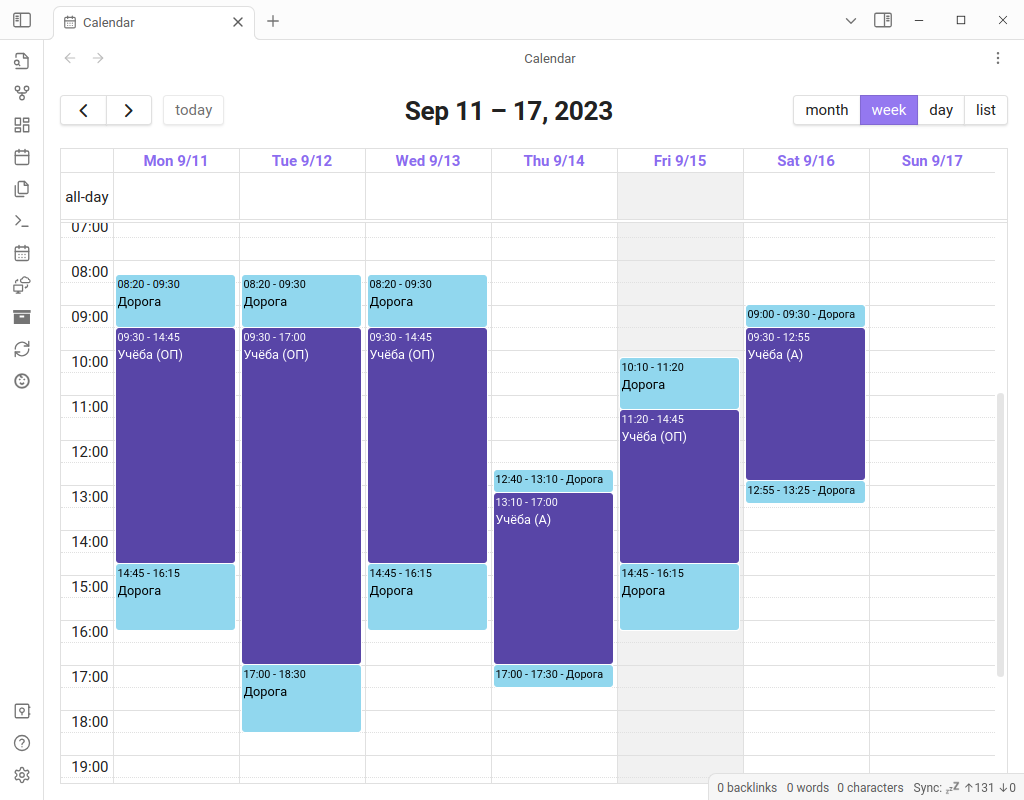 Calendar
Calendar
today
Sep 11 – 17, 2023
month
week
day
list
Mon 9/11
Tue 9/12
Wed 9/13
Thu 9/14
Fri 9/15
Sat 9/16
Sun 9/17
all-day
07:00
08:00
09:00
10:00
11:00
12:00
13:00
14:00
15:00
16:00
17:00
18:00
19:00
08:20 - 09:30
Дорога
09:30 - 14:45
Учёба (ОП)
14:45 - 16:15
Дорога
08:20 - 09:30
Дорога
09:30 - 17:00
Учёба (ОП)
17:00 - 18:30
Дорога
08:20 - 09:30
Дорога
09:30 - 14:45
Учёба (ОП)
14:45 - 16:15
Дорога
12:40 - 13:10 - Дорога
13:10 - 17:00
Учёба (А)
17:00 - 17:30 - Дорога
10:10 - 11:20
Дорога
11:20 - 14:45
Учёба (ОП)
14:45 - 16:15
Дорога
09:00 - 09:30 - Дорога
09:30 - 12:55
Учёба (А)
12:55 - 13:25 - Дорога
0 backlinks 0 words 0 characters Sync: 💤 ↑131 ↓0